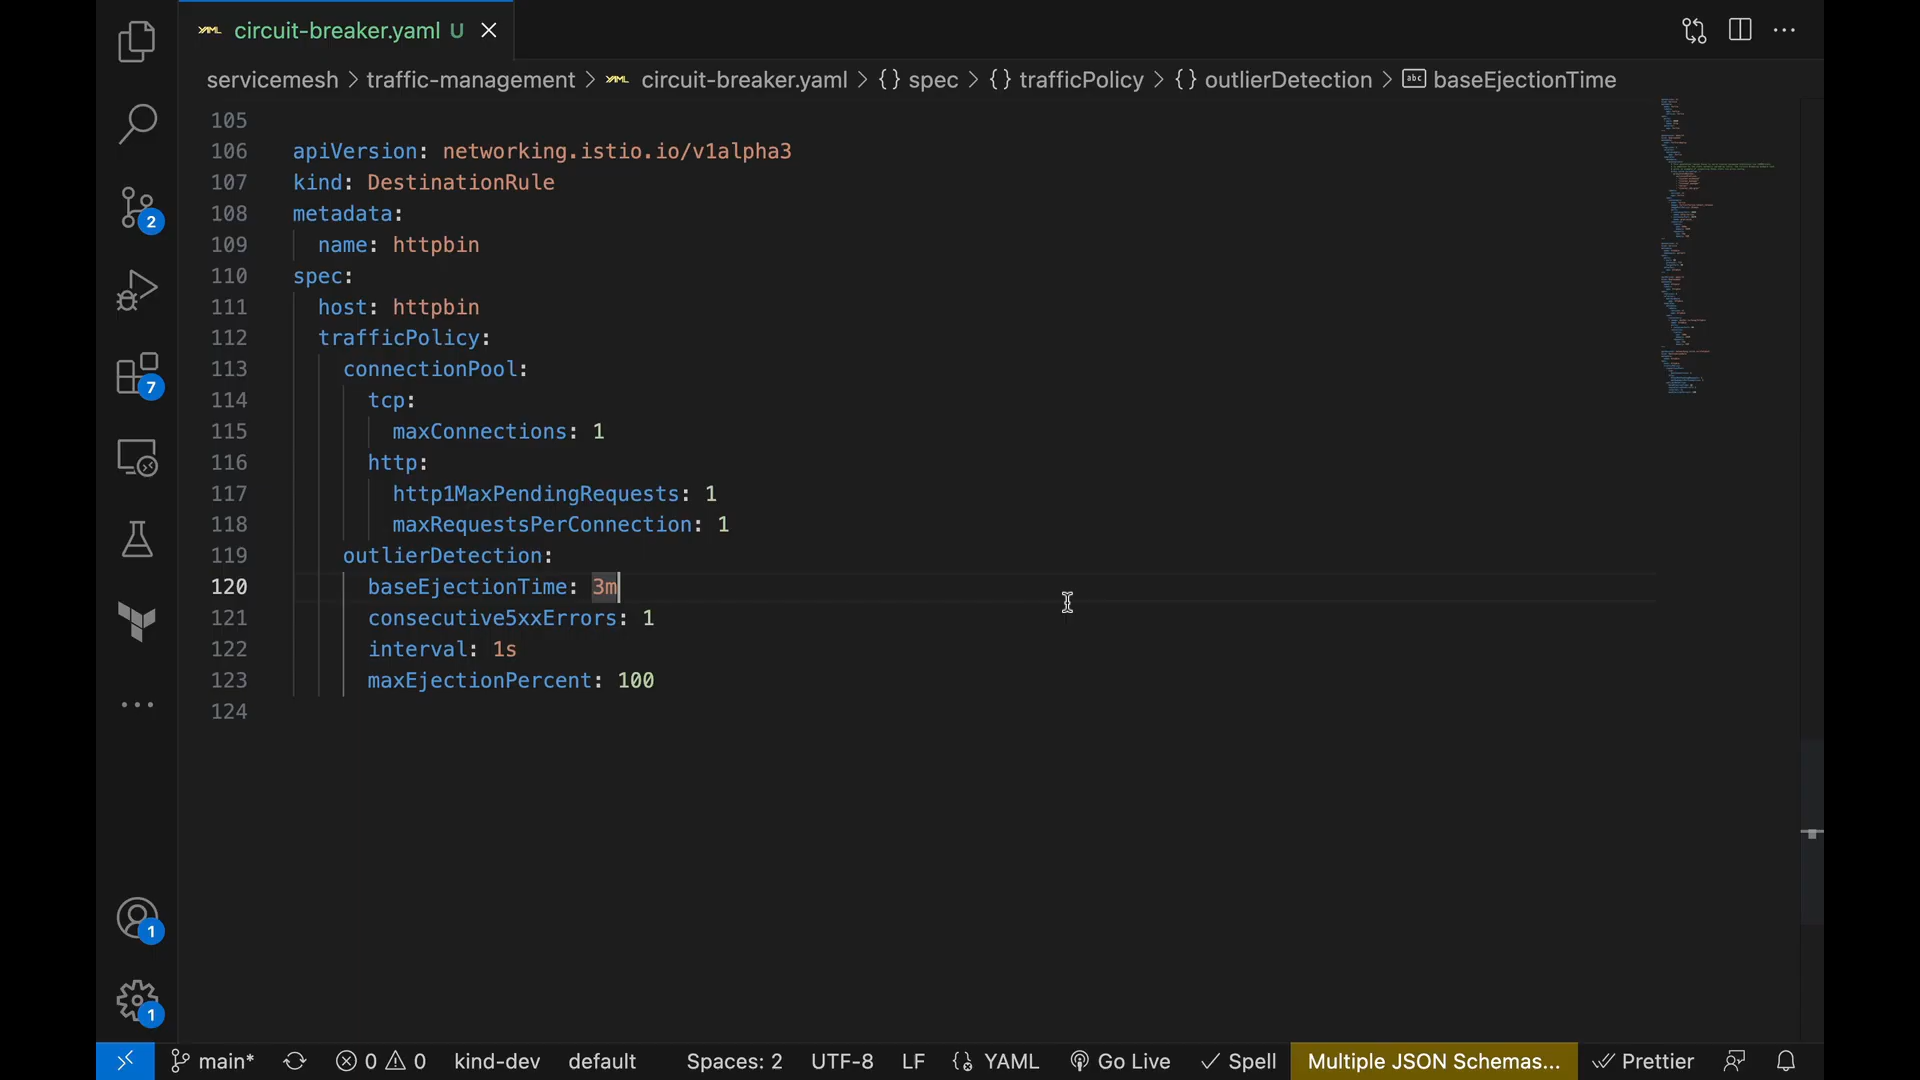 circuit-breaker.yaml U
servicemesh > traffic-management > circuit-breaker.yaml > {} spec > {} trafficPolicy > {} outlierDetection > abc baseEjectionTime
105
106 apiVersion: networking.istio.io/v1alpha3
107 kind: DestinationRule
108 metadata:
109 name: httpbin
110 spec:
111 host: httpbin
112 trafficPolicy:
113 connectionPool:
114 tcp:
115 maxConnections: 1
116 http:
117 http1MaxPendingRequests: 1
118 maxRequestsPerConnection: 1
119 outlierDetection:
120 baseEjectionTime: 3m
121 consecutive5xxErrors: 1
122 interval: 1s
123 maxEjectionPercent: 100
124
2
7
1
1
main* 0 0 kind-dev default Spaces: 2 UTF-8 LF {} YAML Go Live Spell Multiple JSON Schemas... Prettier